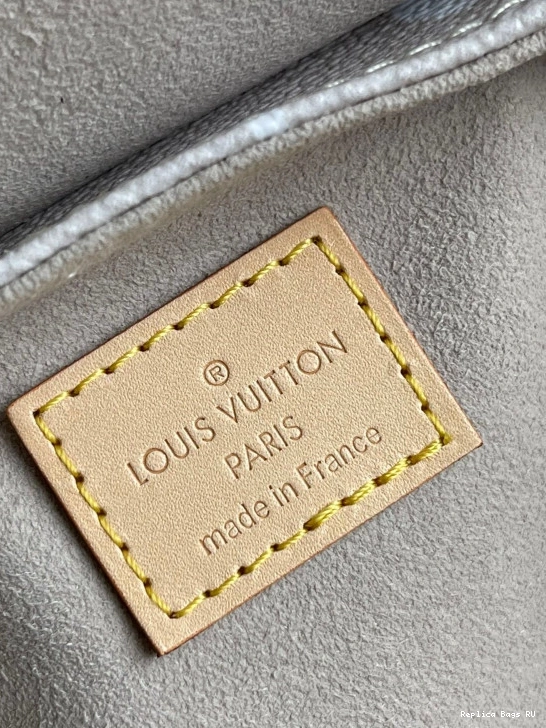 ®
LOUIS VUITTON
PARIS
made in France
Replica Bags RU